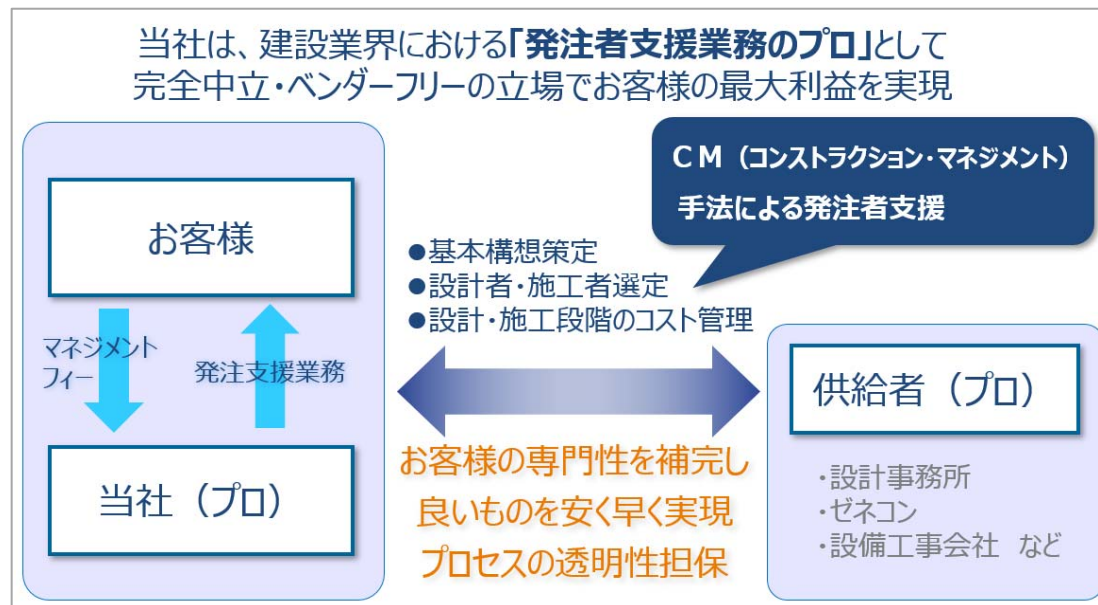 当社は、建設業界における「発注者支援業務のプロ」として
完全中立・ベンダーフリーの立場でお客様の最大利益を実現
お客様
マネジメント
フィー
発注支援業務
当社（プロ）
CM（コンストラクション・マネジメント）
手法による発注者支援
●基本構想策定
●設計者・施工者選定
●設計・施工段階のコスト管理
お客様の専門性を補完し
良いものを安く早く実現
プロセスの透明性担保
供給者（プロ）
・設計事務所
・ゼネコン
・設備工事会社 など